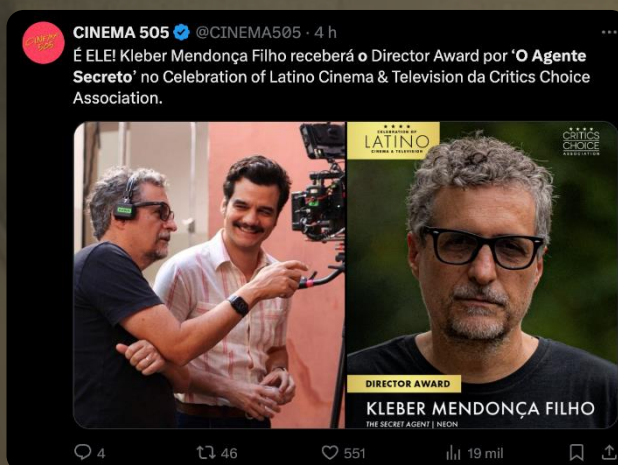 CINEMA 505
CINEMA 505 @CINEMA505 · 4 h
É ELE! Kleber Mendonça Filho receberá o Director Award por ‘O Agente
Secreto’ no Celebration of Latino Cinema & Television da Critics Choice
Association.
CELEBRATION OF
LATINO
CINEMA & TELEVISION
CRITICS
CHOICE
ASSOCIATION
DIRECTOR AWARD
KLEBER MENDONÇA FILHO
THE SECRET AGENT | NEON
4
46
551
19 mil